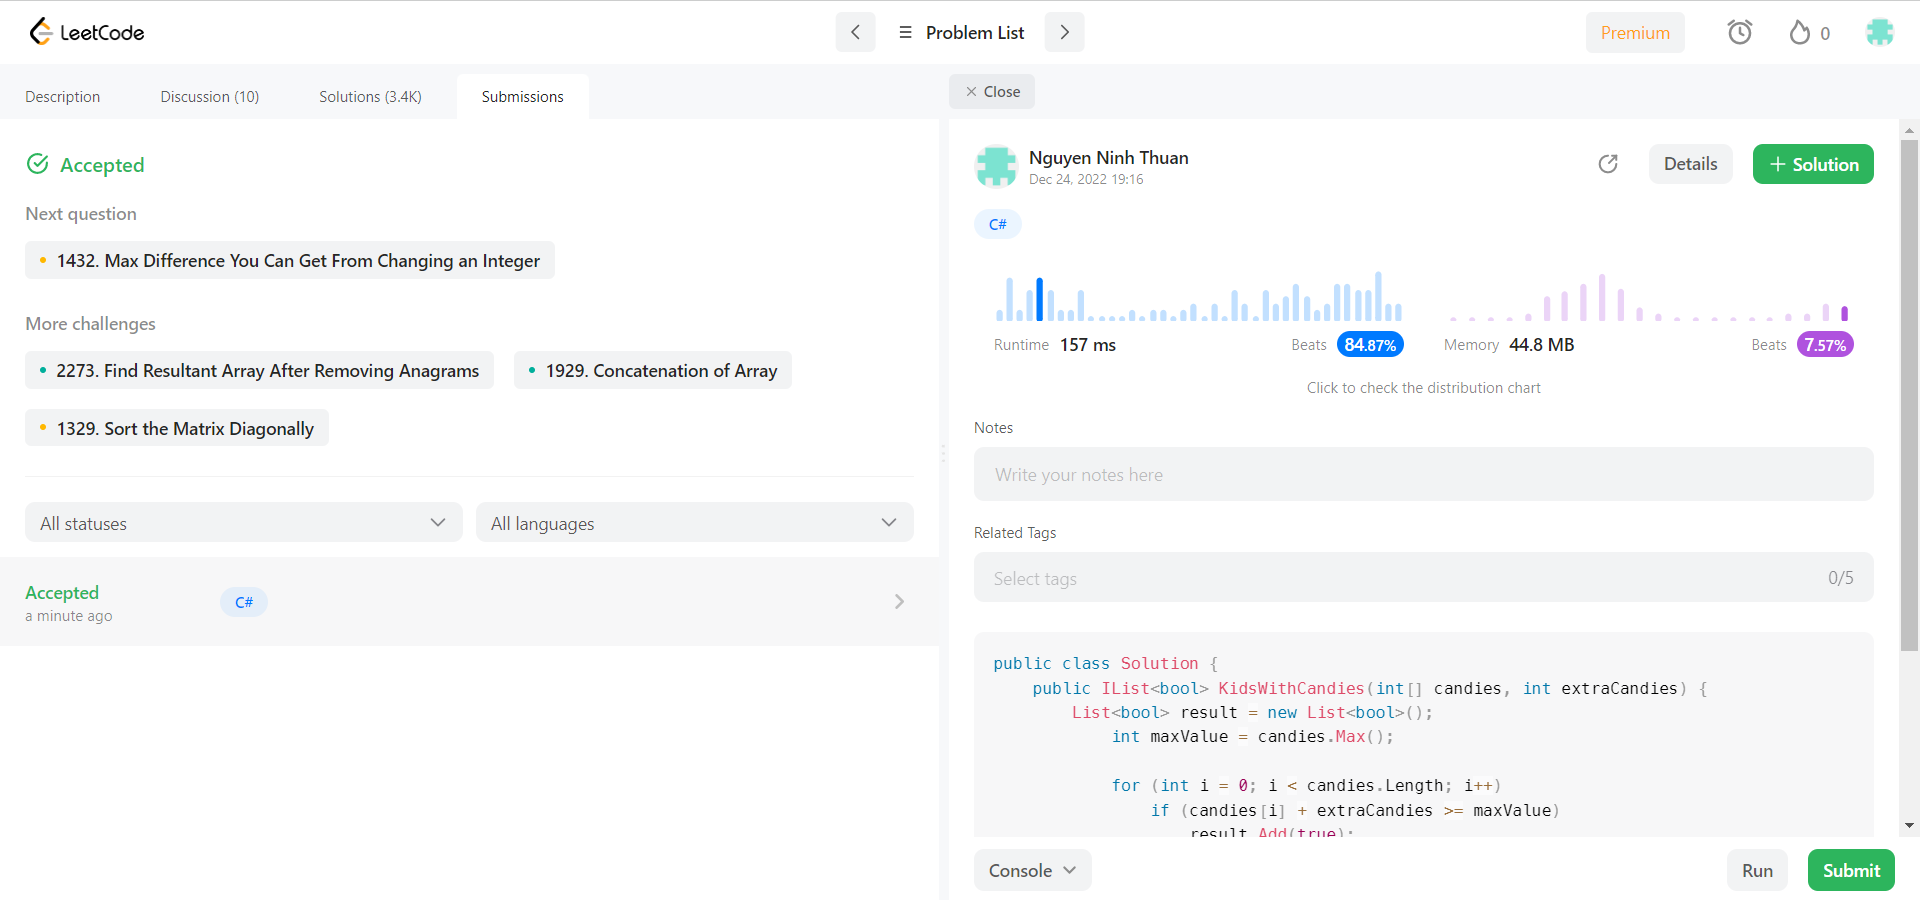 LeetCode
Problem List
Premium
0
Description
Discussion (10)
Solutions (3.4K)
Submissions
Accepted
Next question
1432. Max Difference You Can Get From Changing an Integer
More challenges
2273. Find Resultant Array After Removing Anagrams
1929. Concatenation of Array
1329. Sort the Matrix Diagonally
All statuses
All languages
Accepted
a minute ago
C#
Close
Nguyen Ninh Thuan
Dec 24, 2022 19:16
Details
+ Solution
C#
Runtime 157 ms
Beats 84.87%
Memory 44.8 MB
Beats 7.57%
Click to check the distribution chart
Notes
Write your notes here
Related Tags
Select tags
0/5
public class Solution {
public IList<bool> KidsWithCandies(int[] candies, int extraCandies) {
List<bool> result = new List<bool>();
int maxValue = candies.Max();
for (int i = 0; i < candies.Length; i++)
if (candies[i] + extraCandies >= maxValue)
result.Add(true);
Console
Run
Submit